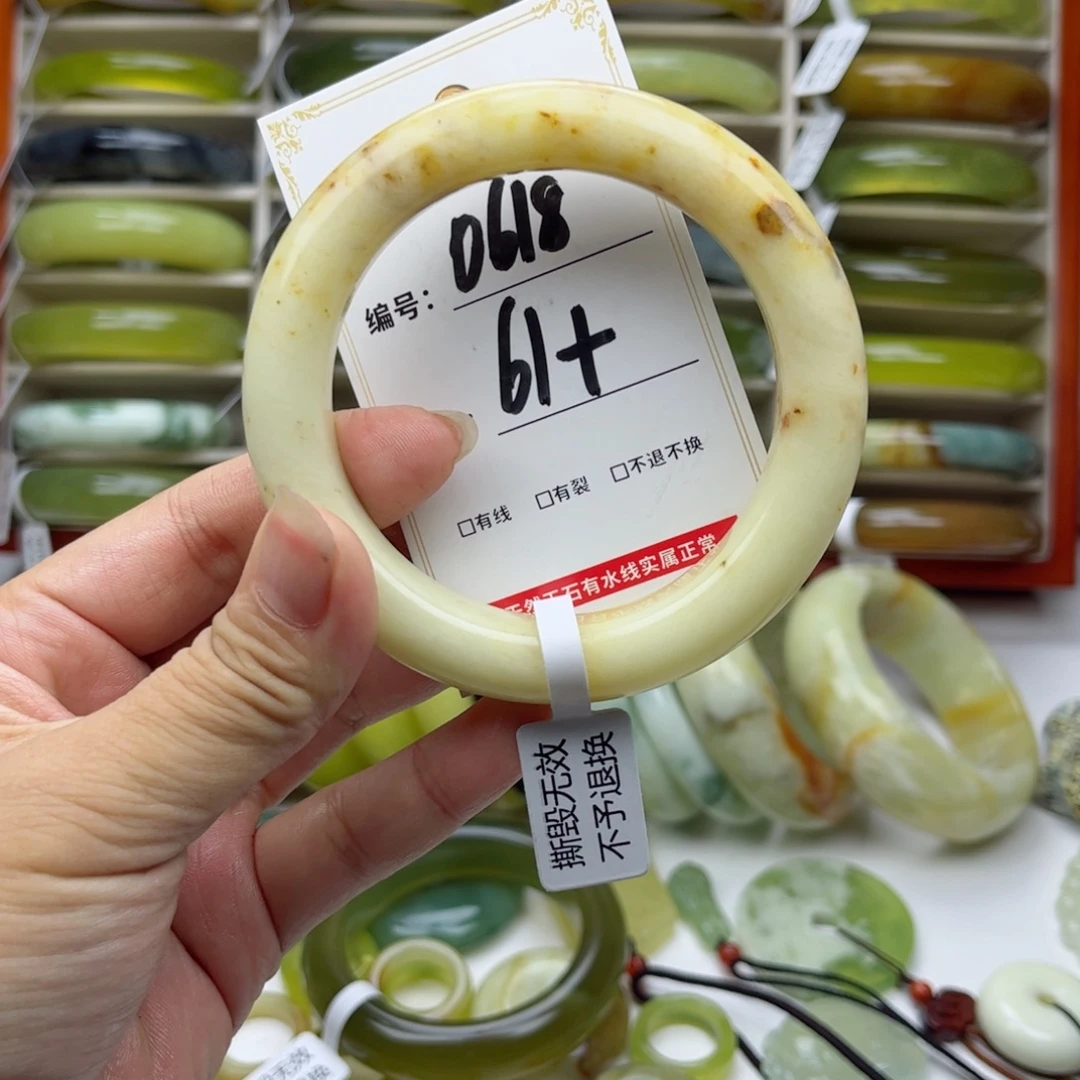 编号： 0618
61+
□有线 □有裂 □不退不换
天然玉石有水线实属正常
撕毁无效
不予退换